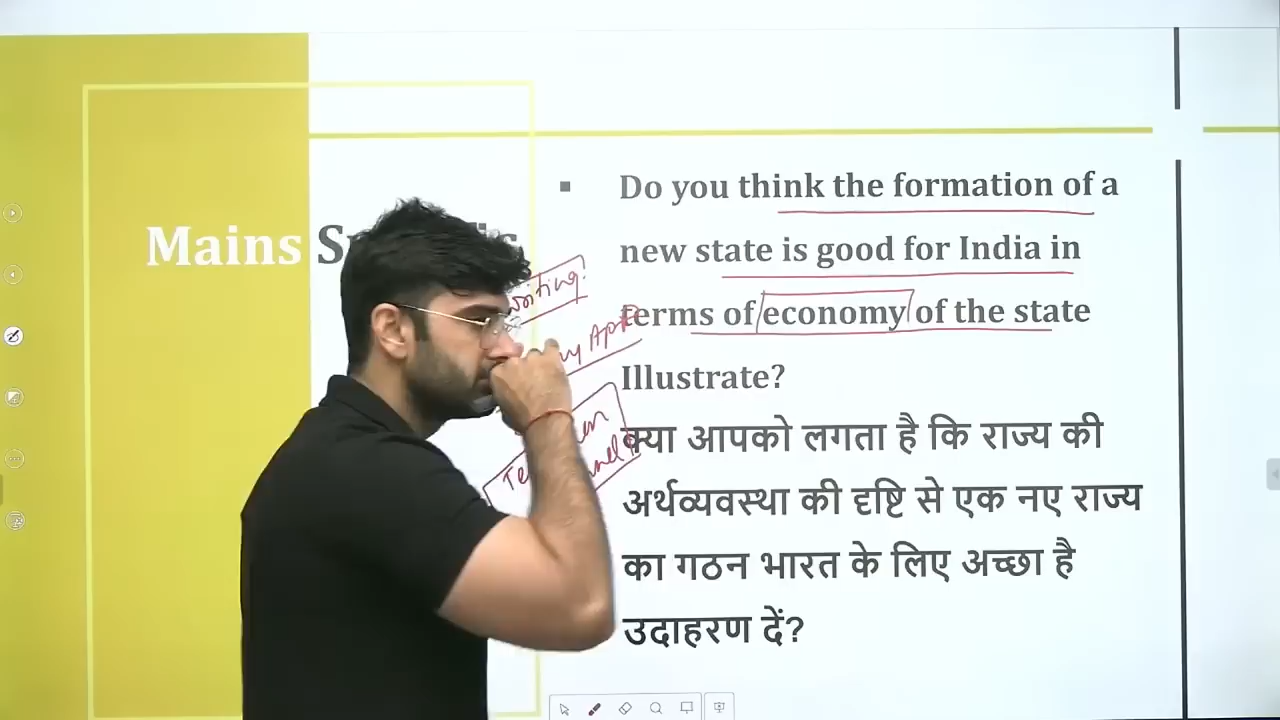 Mains
writing!
Do you think the formation of a
new state is good for India in
terms of economy of the state
Illustrate?
क्या आपको लगता है कि राज्य की
अर्थव्यवस्था की दृष्टि से एक नए राज्य
का गठन भारत के लिए अच्छा है
उदाहरण दें?